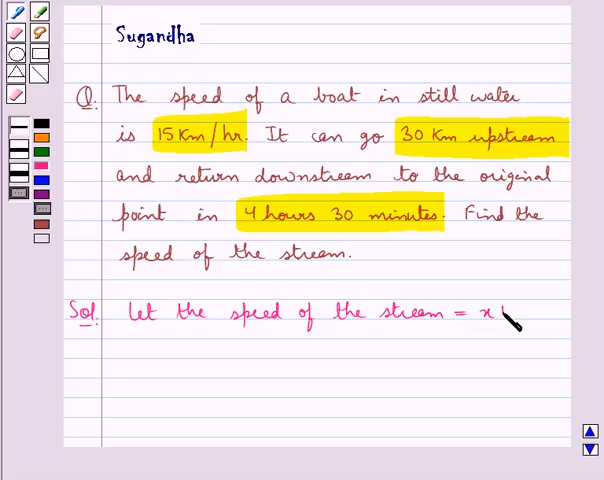 Sugandha
Q. The speed of a boat in still water
is 15 Km/hr. It can go 30 Km upstream
and return downstream to the original
point in 4 hours 30 minutes. Find the
speed of the stream.
Sol. Let the speed of the stream = x